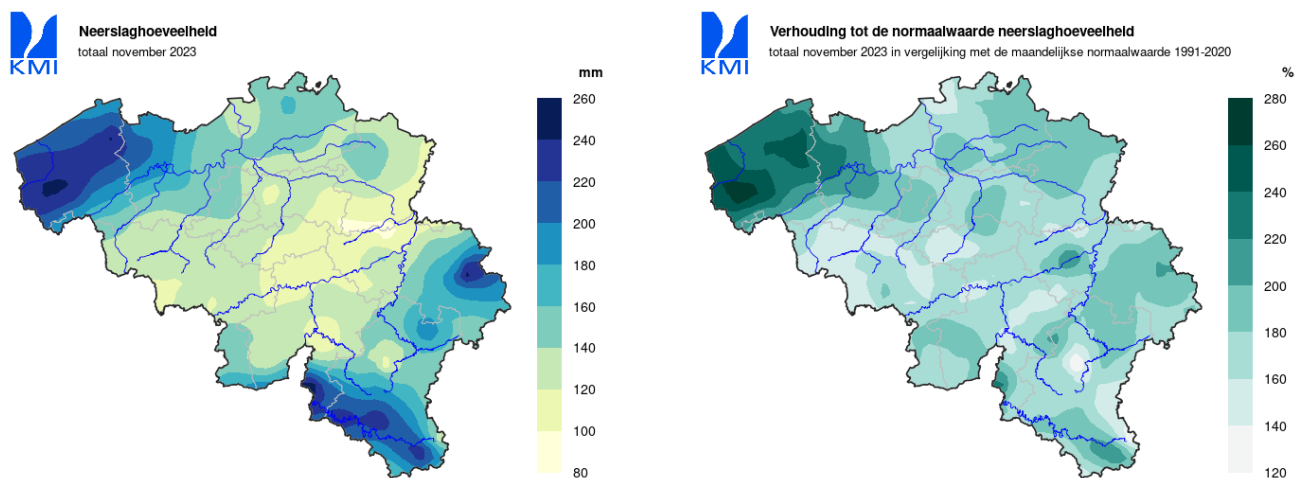 KMI
Neerslaghoeveelheid
totaal november 2023
mm
260
240
220
200
180
160
140
120
100
80
KMI
Verhouding tot de normaalwaarde neerslaghoeveelheid
totaal november 2023 in vergelijking met de maandelijkse normaalwaarde 1991-2020
%
280
260
240
220
200
180
160
140
120